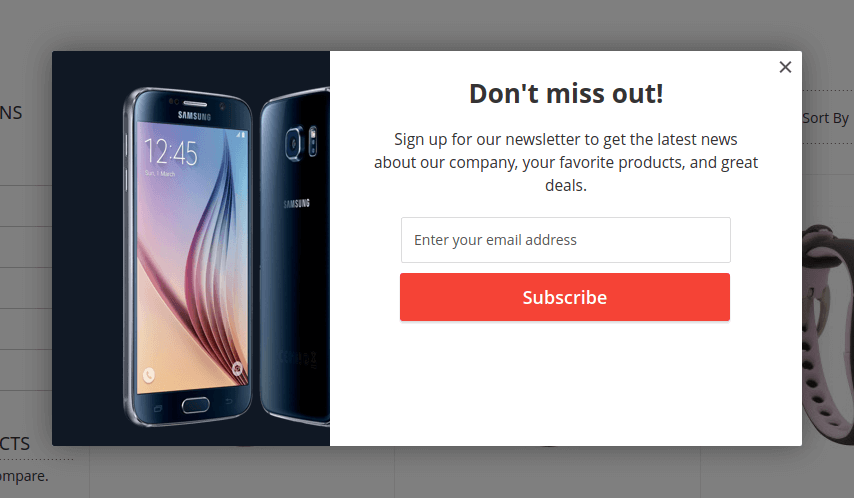 NS
Sort By
CTS
ompare.
SAMSUNG
12:45
Sun, 1 March
SAMSUNG
×
Don't miss out!
Sign up for our newsletter to get the latest news
about our company, your favorite products, and great
deals.
Enter your email address
Subscribe